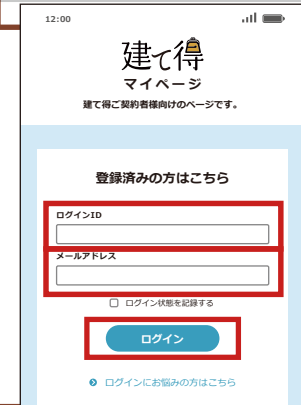 12:00
建て得
マイページ
建て得ご契約者様向けのページです。
登録済みの方はこちら
ログインID
メールアドレス
ログイン状態を記録する
ログイン
ログインにお悩みの方はこちら